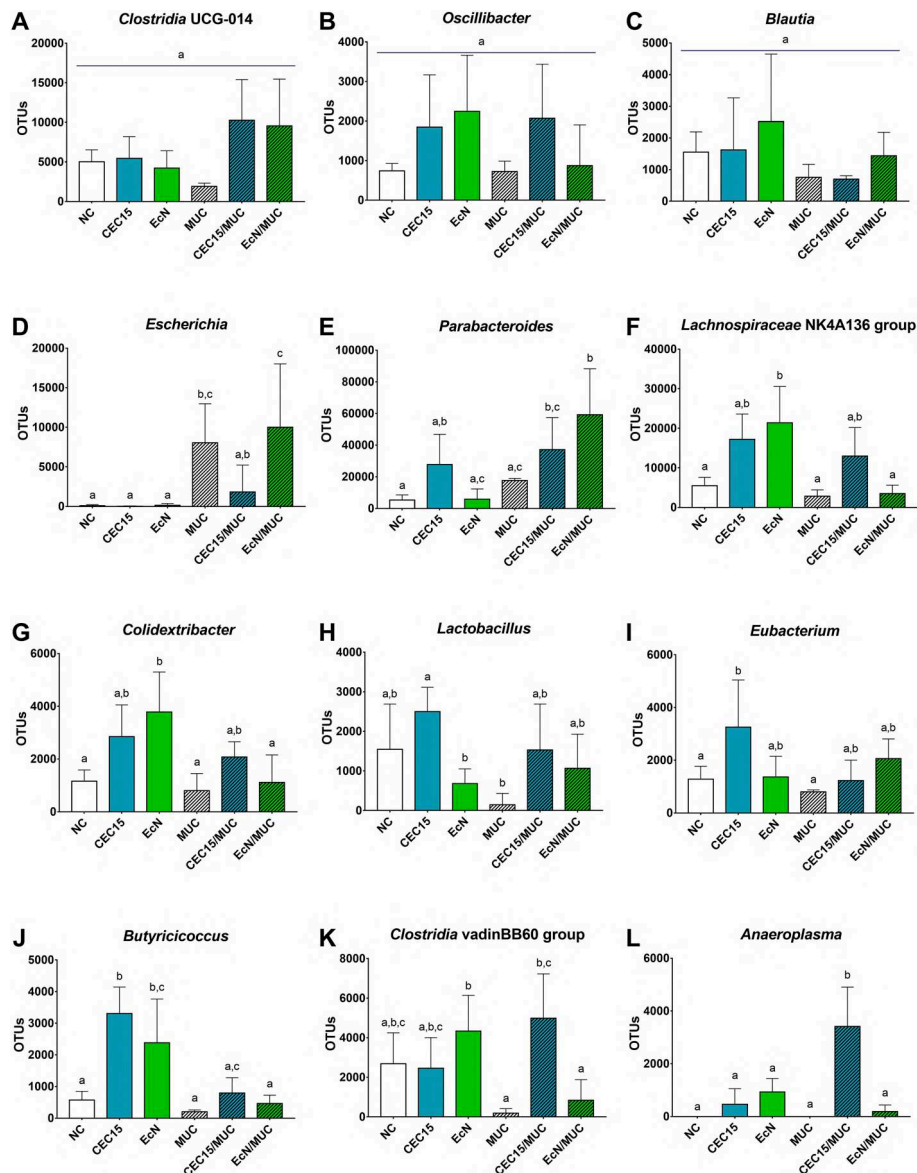 A
Clostridia UCG-014
20000
15000
10000
5000
0
OTUs
a
NC
CEC15
EcN
MUC
CEC15/MUC
EcN/MUC
B
Oscillibacter
4000
3000
2000
1000
0
OTUs
a
NC
CEC15
EcN
MUC
CEC15/MUC
EcN/MUC
C
Blautia
5000
4000
3000
2000
1000
0
OTUs
a
NC
CEC15
EcN
MUC
CEC15/MUC
EcN/MUC
D
Escherichia
20000
15000
10000
5000
0
OTUs
a
a
a
b,c
a,b
c
NC
CEC15
EcN
MUC
CEC15/MUC
EcN/MUC
E
Parabacteroides
100000
80000
60000
40000
20000
0
OTUs
a
a,b
a,c
a,c
b,c
b
NC
CEC15
EcN
MUC
CEC15/MUC
EcN/MUC
F
Lachnospiraceae NK4A136 group
40000
30000
20000
10000
0
OTUs
a
a,b
b
a
a,b
a
NC
CEC15
EcN
MUC
CEC15/MUC
EcN/MUC
G
Colidextribacter
6000
4000
2000
0
OTUs
a
a,b
b
a
a,b
a
NC
CEC15
EcN
MUC
CEC15/MUC
EcN/MUC
H
Lactobacillus
4000
3000
2000
1000
0
OTUs
a,b
a
b
b
a,b
a,b
NC
CEC15
EcN
MUC
CEC15/MUC
EcN/MUC
I
Eubacterium
6000
4000
2000
0
OTUs
a
b
a,b
a
a,b
a,b
NC
CEC15
EcN
MUC
CEC15/MUC
EcN/MUC
J
Butyricicoccus
5000
4000
3000
2000
1000
0
OTUs
a
b
b,c
a
a,c
a
NC
CEC15
EcN
MUC
CEC15/MUC
EcN/MUC
K
Clostridia vadinBB60 group
8000
6000
4000
2000
0
OTUs
a,b,c
a,b,c
b
a
b,c
a
NC
CEC15
EcN
MUC
CEC15/MUC
EcN/MUC
L
Anaeroplasma
6000
4000
2000
0
OTUs
a
a
a
a
b
a
NC
CEC15
EcN
MUC
CEC15/MUC
EcN/MUC